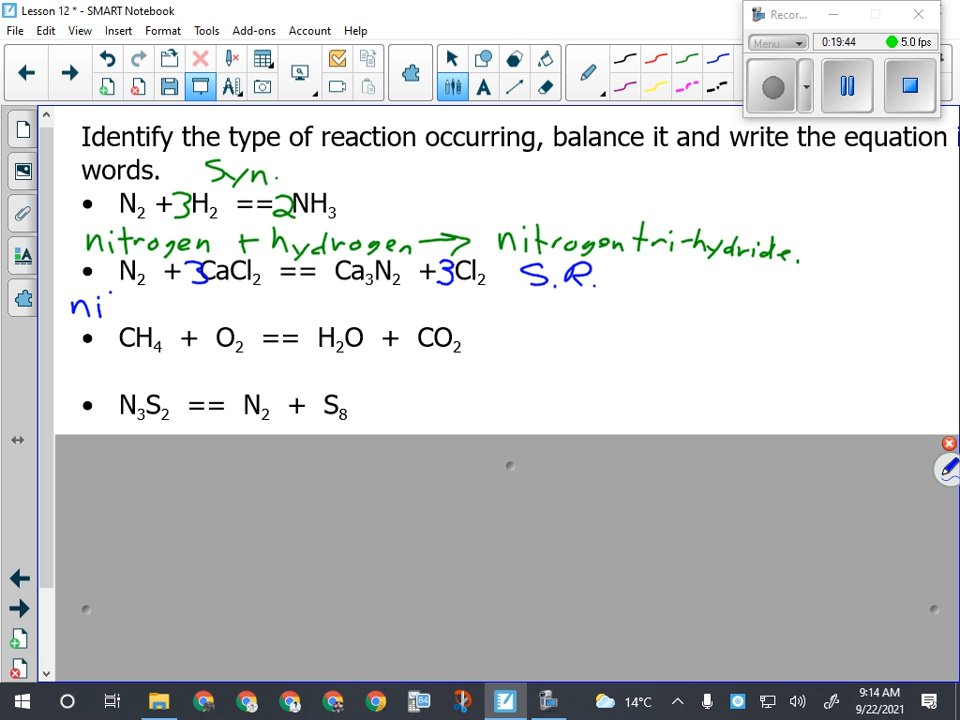 Lesson 12 * - SMART Notebook
Recor...
File Edit View Insert Format Tools Add-ons Account Help
Menu 0:19:44 5.0 fps
Identify the type of reaction occurring, balance it and write the equation i
words. Syn.
• N₂ + 3H₂ == 2NH₃
nitrogen + hydrogen → nitrogen tri-hydride.
• N₂ + 3CaCl₂ == Ca₃N₂ + 3Cl₂ S.R.
ni
• CH₄ + O₂ == H₂O + CO₂
• N₃S₂ == N₂ + S₈
14°C
9:14 AM
9/22/2021